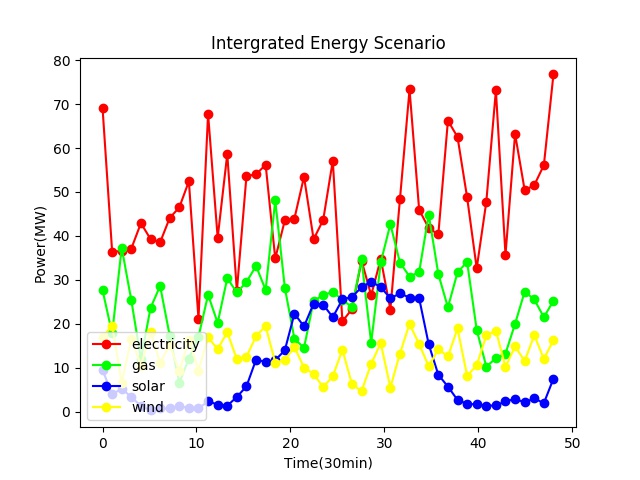 Intergrated Energy Scenario
Power(MW)
80
70
60
50
40
30
20
10
0
electricity
gas
solar
wind
0 10 20 30 40 50
Time(30min)